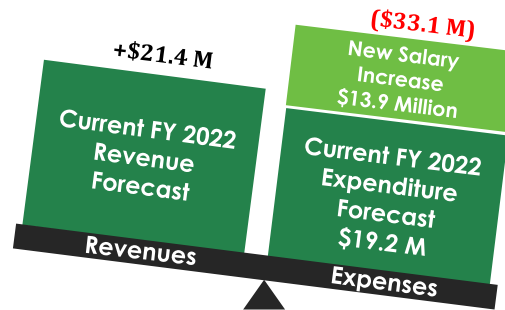 +$21.4 M
Current FY 2022
Revenue
Forecast
Revenues
($33.1 M)
New Salary
Increase
$13.9 Million
Current FY 2022
Expenditure
Forecast
$19.2 M
Expenses